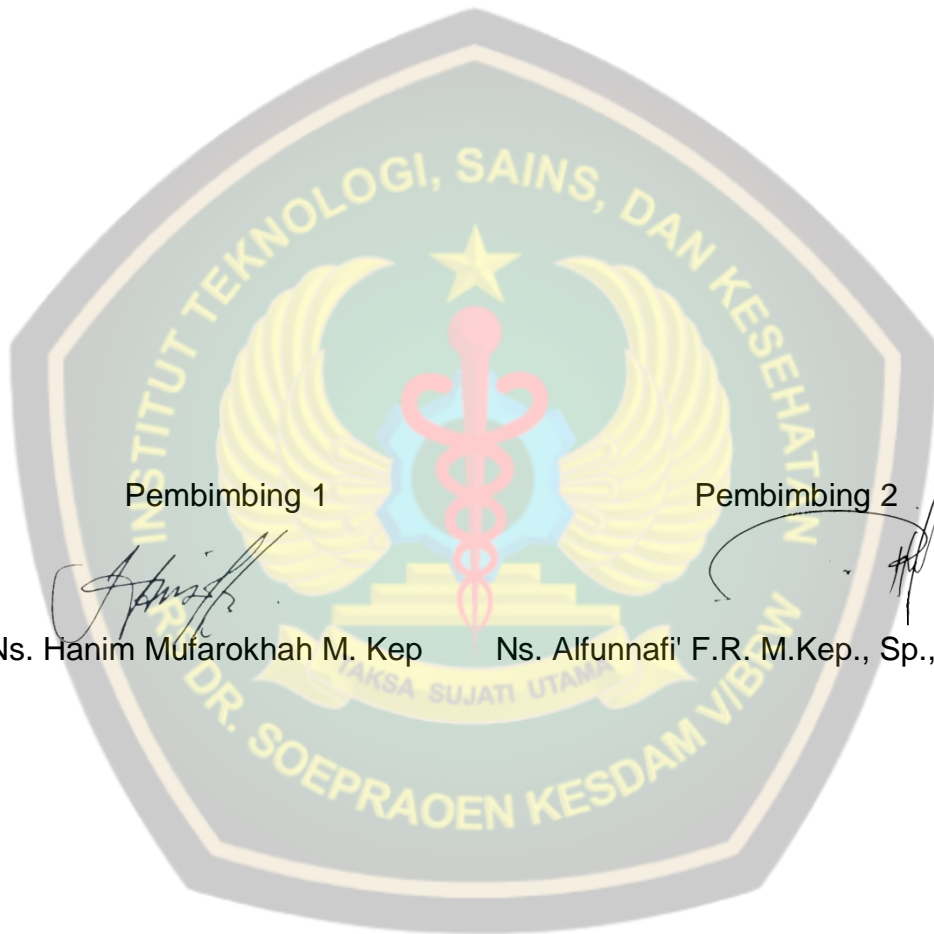 INSTITUT TEKNOLOGI, SAINS, DAN KESEHATAN
Pembimbing 1
Pembimbing 2
Ns. Hanim Mufarokhah M. Kep
Ns. Alfunnafi' F.R. M.Kep., Sp.,
TAKSA SUJATI UTAMA
DR. SOEPRAOEN KESDAM V/BRW